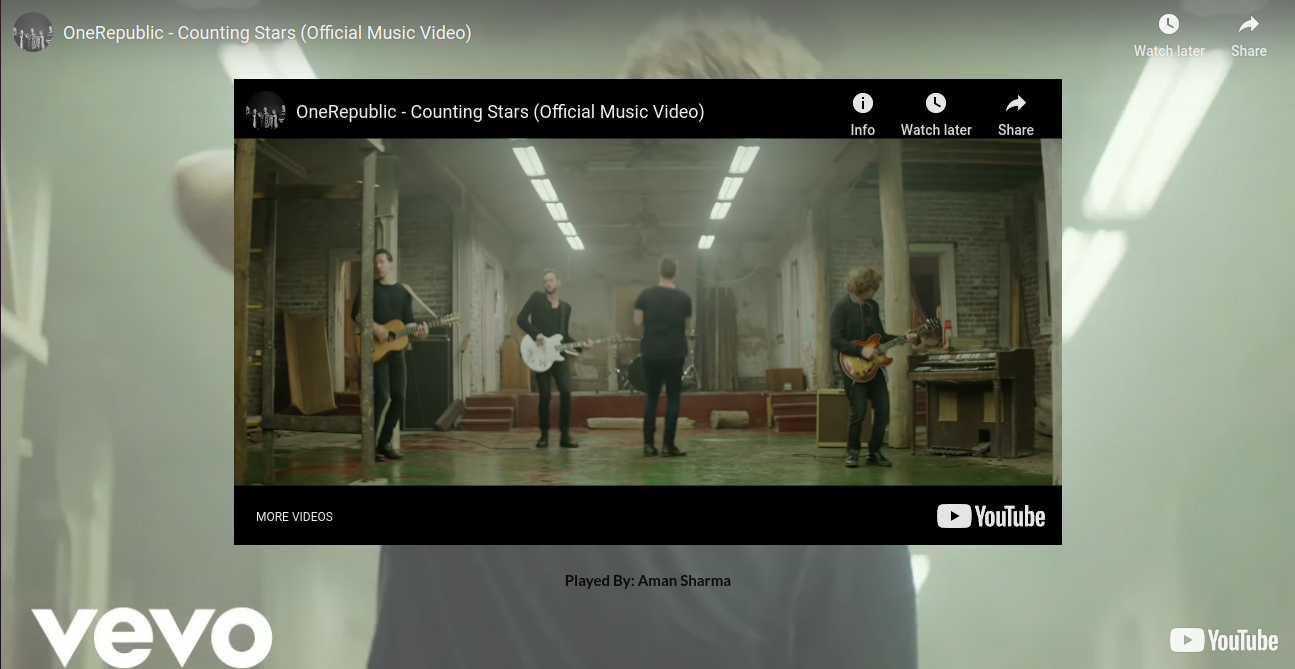 OneRepublic - Counting Stars (Official Music Video)
Watch later
Share
OneRepublic - Counting Stars (Official Music Video)
Info
Watch later
Share
MORE VIDEOS
YouTube
Played By: Aman Sharma
vevo
YouTube